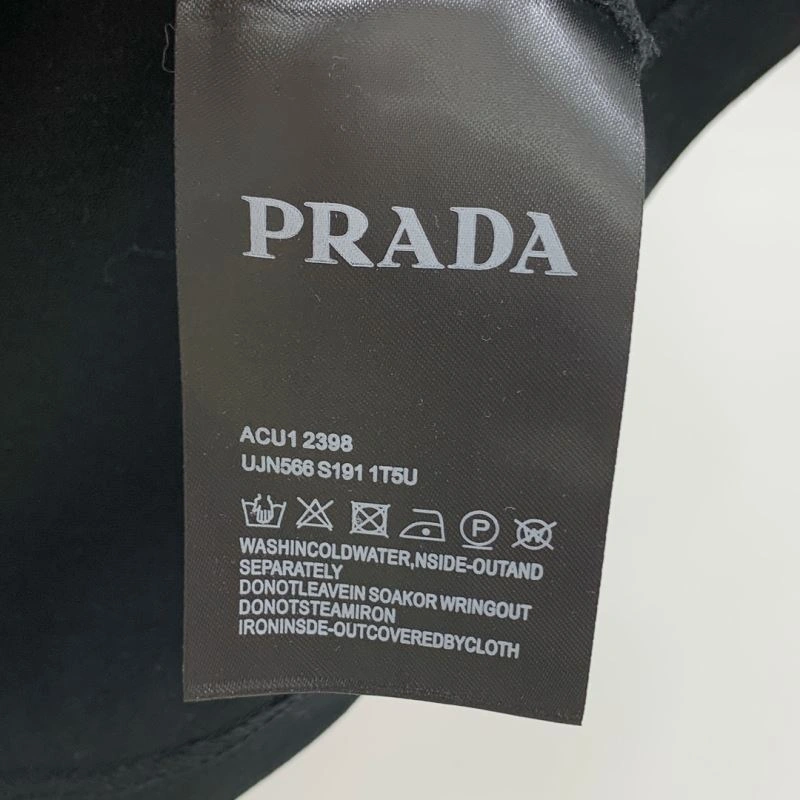 PRADA
ACU1 2398
UJN566 S191 1T5U
P
W
WASHINCOLDWATER,NSIDE-OUTAND
SEPARATELY
DONOTLEAVEIN SOAKOR WRINGOUT
DONOTSTEAMIRON
IRONINSDE-OUTCOVEREDBYCLOTH